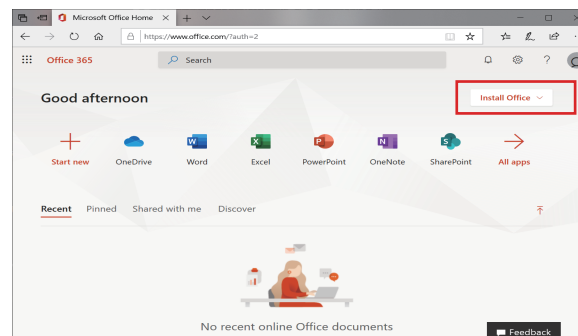 Microsoft Office Home
https://www.office.com/?auth=2
Office 365
Search
Good afternoon
Install Office
Start new
OneDrive
Word
Excel
PowerPoint
OneNote
SharePoint
All apps
Recent
Pinned
Shared with me
Discover
No recent online Office documents
Feedback